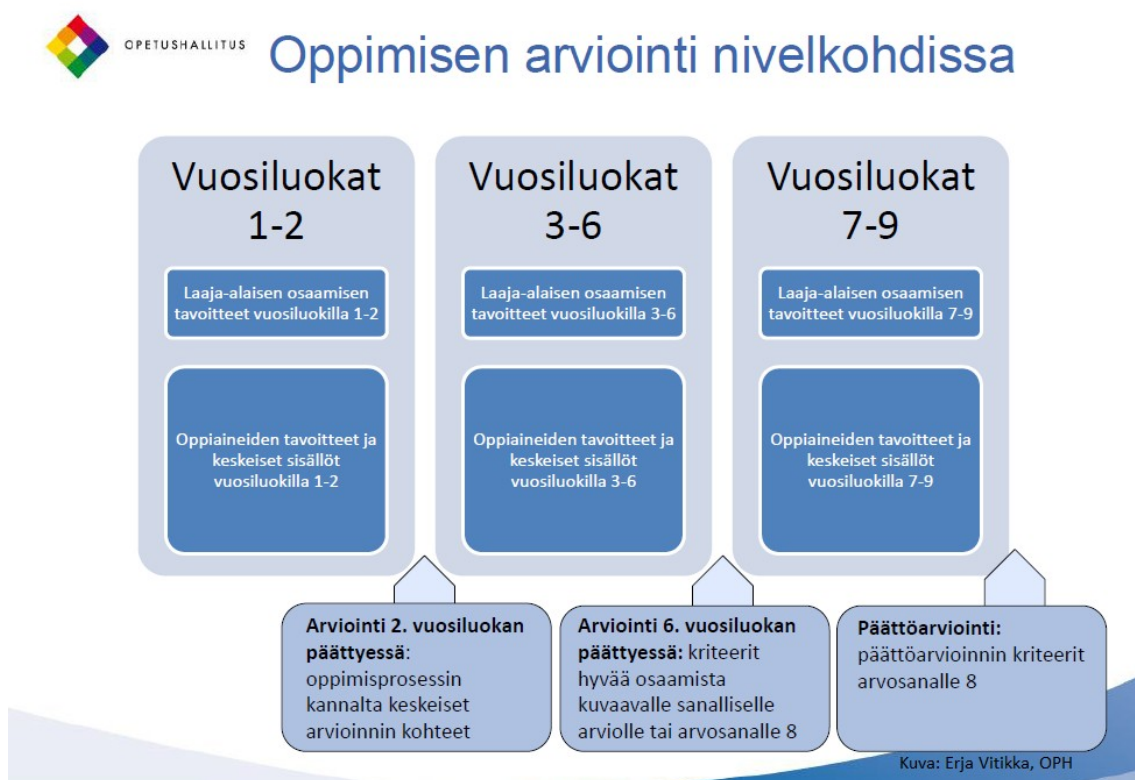 OPETUSHALLITUS
Oppimisen arviointi nivelkohdissa
Vuosiluokat
1-2
Laaja-alaisen osaamisen
tavoitteet vuosiluokilla 1-2
Oppiaineiden tavoitteet ja
keskeiset sisällöt
vuosiluokilla 1-2
Vuosiluokat
3-6
Laaja-alaisen osaamisen
tavoitteet vuosiluokilla 3-6
Oppiaineiden tavoitteet ja
keskeiset sisällöt
vuosiluokilla 3-6
Vuosiluokat
7-9
Laaja-alaisen osaamisen
tavoitteet vuosiluokilla 7-9
Oppiaineiden tavoitteet ja
keskeiset sisällöt
vuosiluokilla 7-9
Arviointi 2. vuosiluokan
päättyessä:
oppimisprosessin
kannalta keskeiset
arvioinnin kohteet
Arviointi 6. vuosiluokan
päättyessä: kriteerit
hyvää osaamista
kuvaavalle sanalliselle
arviolle tai arvosanalle 8
Päättöarviointi:
päättöarvioinnin kriteerit
arvosanalle 8
Kuva: Erja Vitikka, OPH